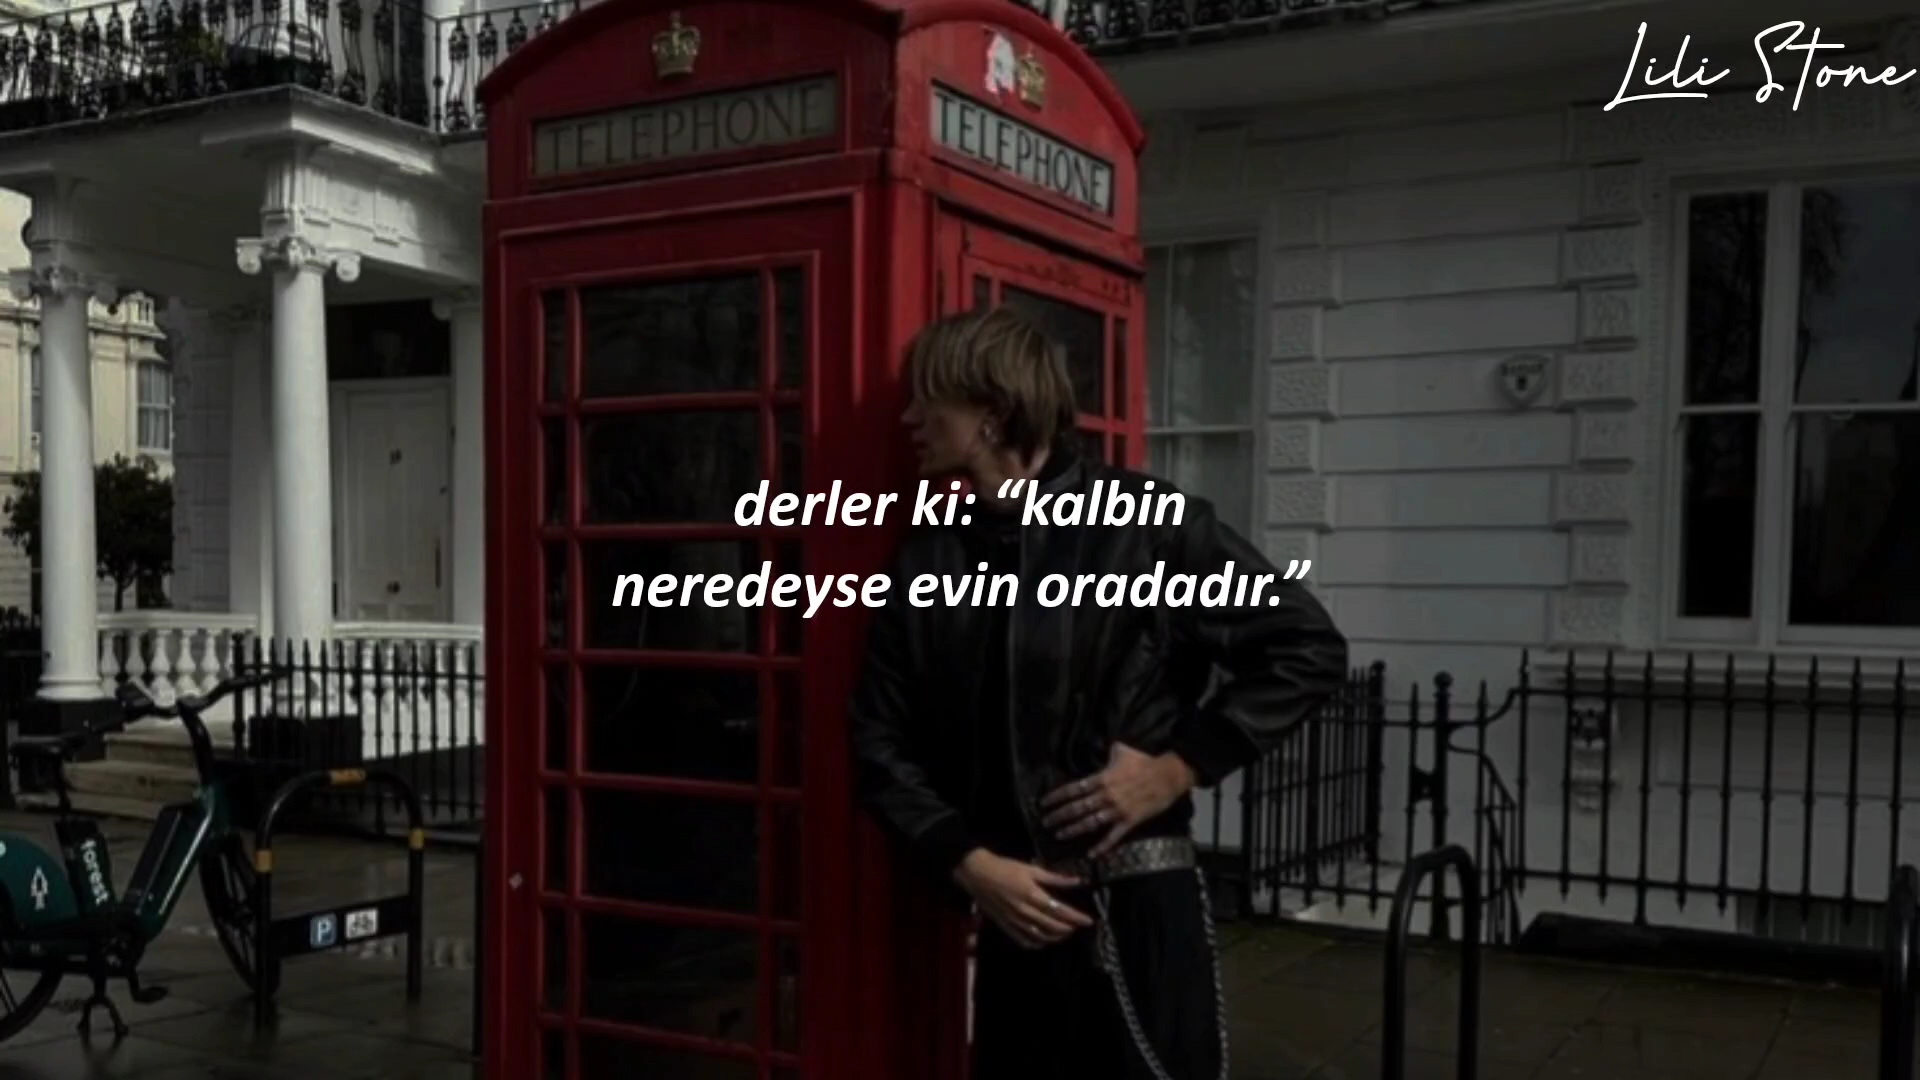 Lili Stone
TELEPHONE
TELEPHONE
derler ki: “kalbin
neredeyse evin oradadır.”
forest
P